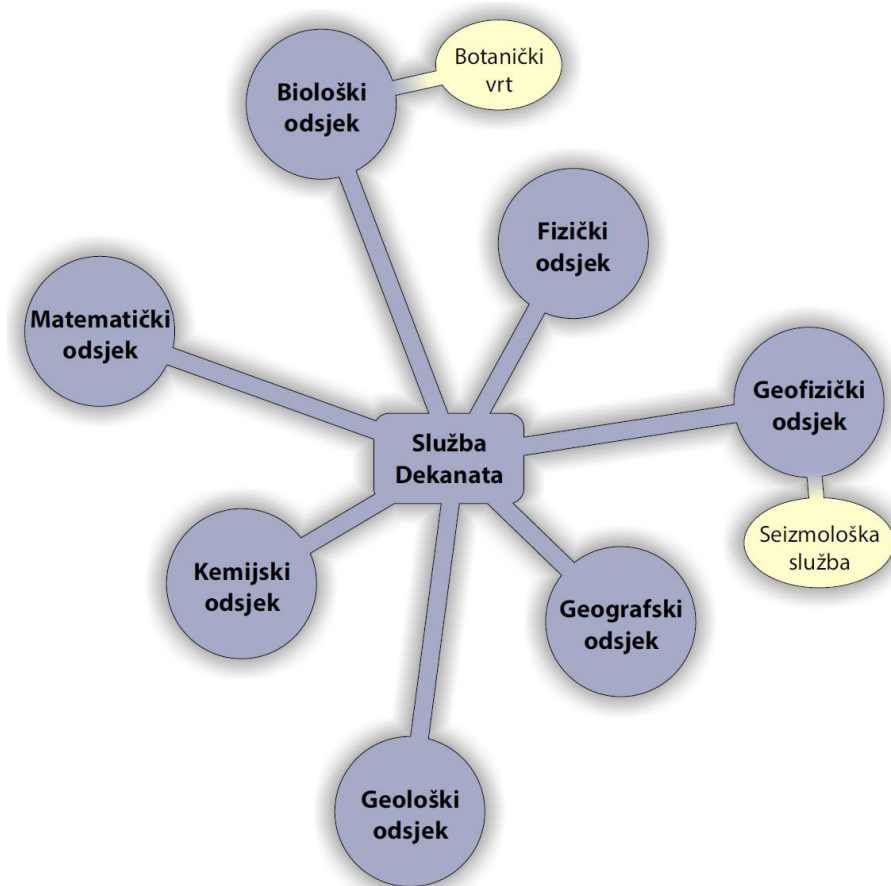 Botanički
vrt
Biološki
odsjek
Fizički
odsjek
Matematički
odsjek
Geofizički
odsjek
Služba
Dekanata
Seizmološka
služba
Kemijski
odsjek
Geografski
odsjek
Geološki
odsjek